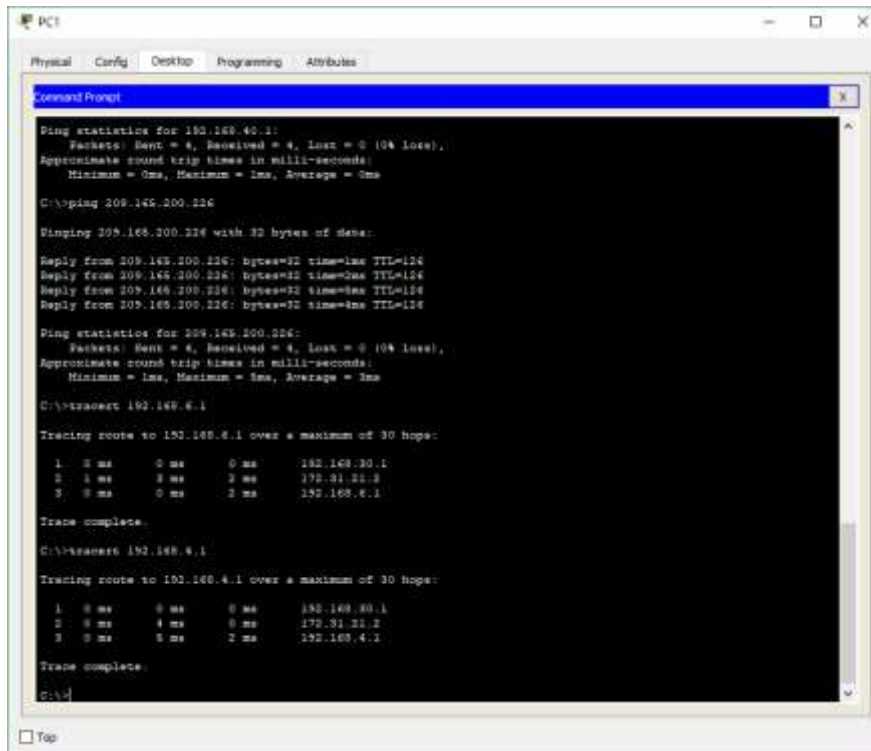 PC1
Physical Config Desktop Programming Attributes
Command Prompt X
Ping statistics for 192.168.40.1:
Packets: Sent = 4, Received = 4, Lost = 0 (0% loss),
Approximate round trip times in milli-seconds:
Minimum = 0ms, Maximum = 1ms, Average = 0ms
C:\>ping 209.165.200.226
Pinging 209.165.200.226 with 32 bytes of data:
Reply from 209.165.200.226: bytes=32 time=1ms TTL=126
Reply from 209.165.200.226: bytes=32 time=2ms TTL=126
Reply from 209.165.200.226: bytes=32 time=5ms TTL=126
Reply from 209.165.200.226: bytes=32 time=4ms TTL=126
Ping statistics for 209.165.200.226:
Packets: Sent = 4, Received = 4, Lost = 0 (0% loss),
Approximate round trip times in milli-seconds:
Minimum = 1ms, Maximum = 5ms, Average = 3ms
C:\>tracert 192.168.6.1
Tracing route to 192.168.6.1 over a maximum of 30 hops:
1 ms 0 ms 0 ms 192.168.30.1
2 1 ms 3 ms 2 ms 172.31.21.2
3 0 ms 0 ms 2 ms 192.168.6.1
Trace complete.
C:\>tracert 192.168.4.1
Tracing route to 192.168.4.1 over a maximum of 30 hops:
1 0 ms 0 ms 0 ms 192.168.30.1
2 0 ms 4 ms 0 ms 172.31.21.2
3 0 ms 5 ms 2 ms 192.168.4.1
Trace complete.
C:\>
Top